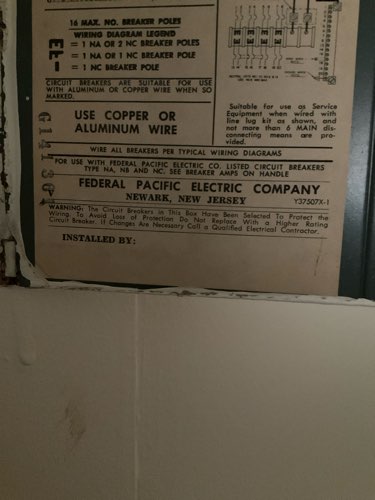 16 MAX. NO. BREAKER POLES
WIRING DIAGRAM LEGEND
= 1 NA OR 2 NC BREAKER POLES
= 1 NA OR 1 NC BREAKER POLE
= 1 NC BREAKER POLE
CIRCUIT BREAKERS ARE SUITABLE FOR USE
WITH ALUMINUM OR COPPER WIRE WHEN SO
MARKED.
USE COPPER OR
ALUMINUM WIRE
Suitable for use as Service
Equipment when wired with
line lug kit as shown, and
not more than 6 MAIN dis-
connecting means are pro-
vided.
WIRE ALL BREAKERS PER TYPICAL WIRING DIAGRAMS
FOR USE WITH FEDERAL PACIFIC ELECTRIC CO. LISTED CIRCUIT BREAKERS
TYPE NA, NB AND NC. SEE BREAKER AMPS ON HANDLE
FEDERAL PACIFIC ELECTRIC COMPANY
NEWARK, NEW JERSEY
Y37507X-1
WARNING: The Circuit Breakers in This Box Have Been Selected To Protect the
Wiring. To Avoid Loss of Protection Do Not Replace With a Higher Rating
Circuit Breaker. If Changes Are Necessary Call a Qualified Electrical Contractor.
INSTALLED BY: